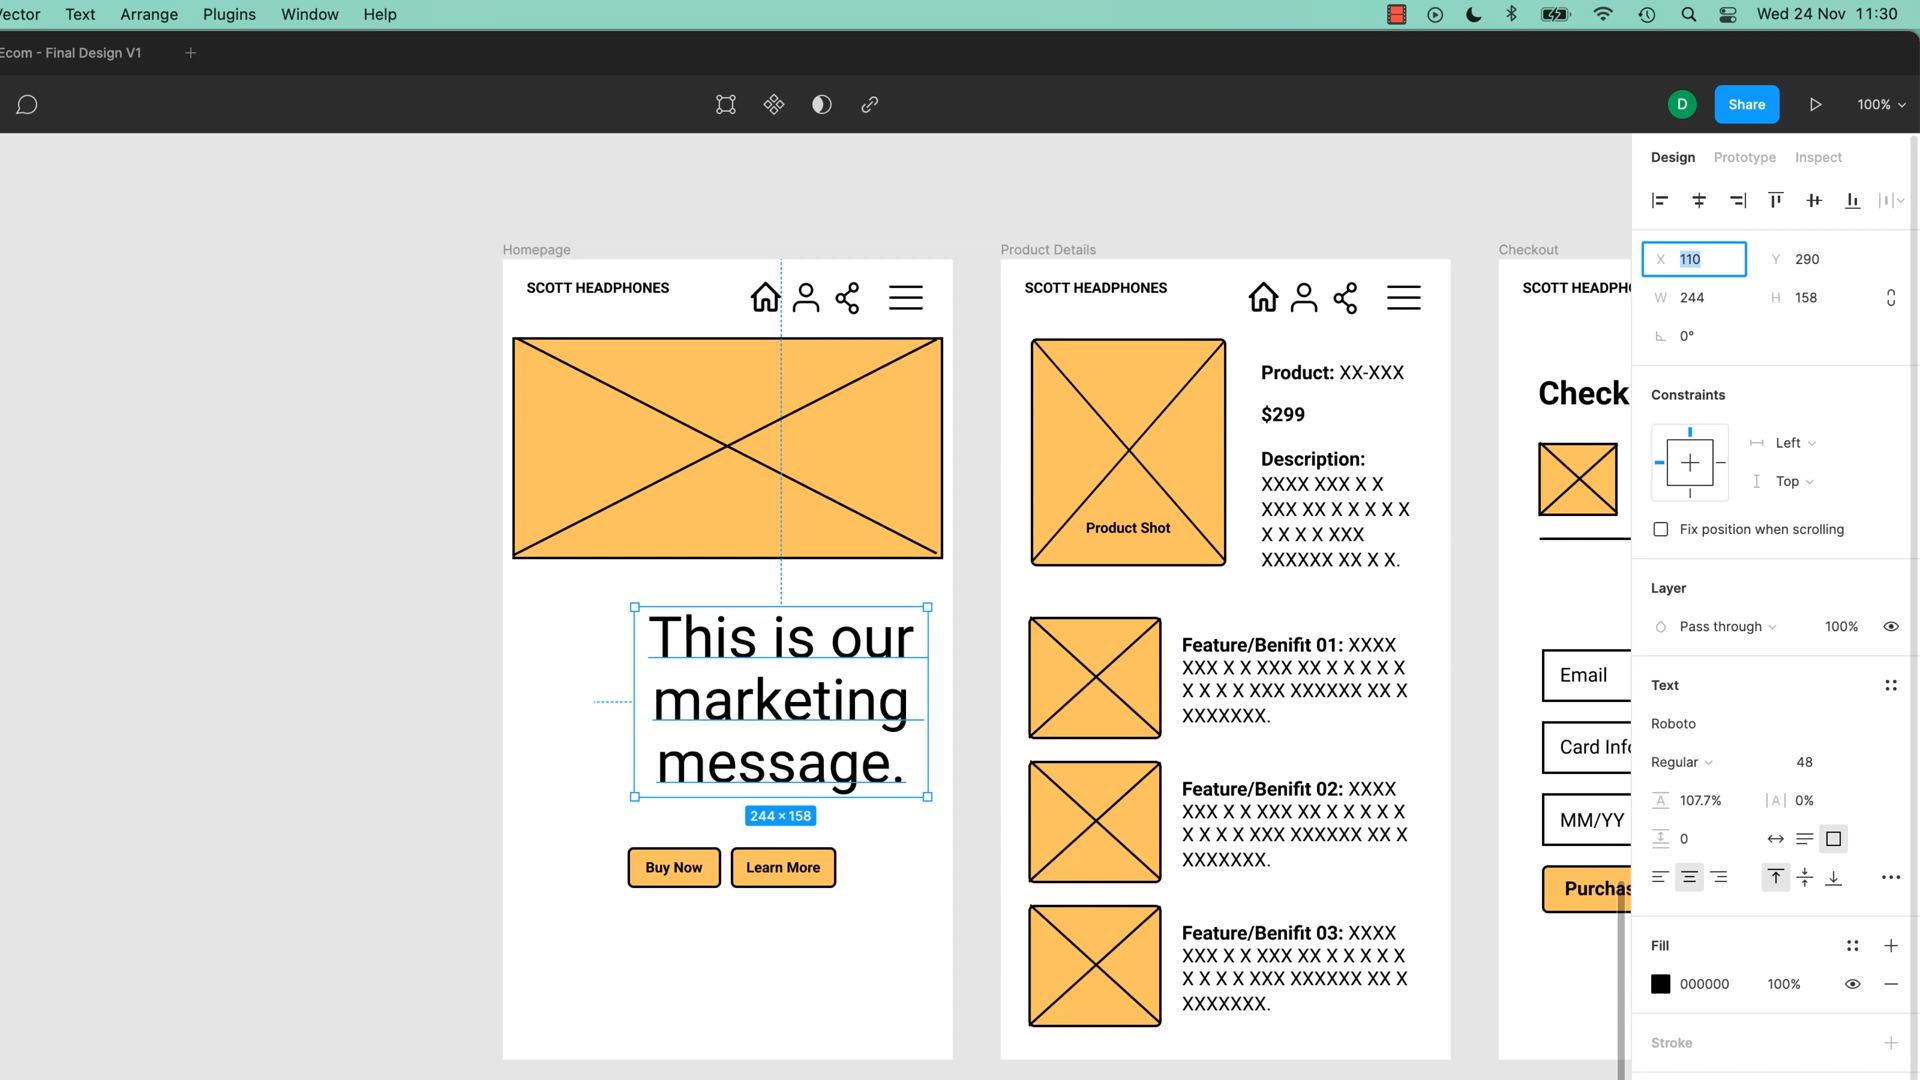 Vector Text Arrange Plugins Window Help
Wed 24 Nov 11:30
Ecom - Final Design V1
D
Share
100%
Design Prototype Inspect
X 110 Y 290
W 244 H 158
0°
Constraints
Left
Top
Fix position when scrolling
Layer
Pass through 100%
Text
Roboto
Regular 48
A 107.7% |A| 0%
0
Fill
000000 100%
Stroke
Homepage
SCOTT HEADPHONES
This is our
marketing
message.
244 × 158
Buy Now
Learn More
Product Details
SCOTT HEADPHONES
Product Shot
Product: XX-XXX
$299
Description:
XXXX XXX X X
XXX XX X X X X X
X X X X XXX
XXXXXX XX X X.
Feature/Benifit 01: XXXX
XXX X X XXX XX X X X X X
X X X X XXX XXXXXX XX X
XXXXXXX.
Feature/Benifit 02: XXXX
XXX X X XXX XX X X X X X
X X X X XXX XXXXXX XX X
XXXXXXX.
Feature/Benifit 03: XXXX
XXX X X XXX XX X X X X X
X X X X XXX XXXXXX XX X
XXXXXXX.
Checkout
SCOTT HEADPH
Check
Email
Card Info
MM/YY
Purchas